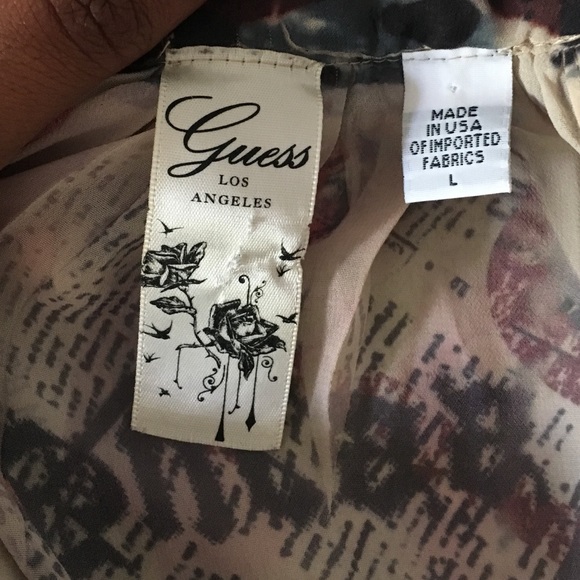 Guess
LOS
ANGELES
MADE
IN USA
OF IMPORTED
FABRICS
L